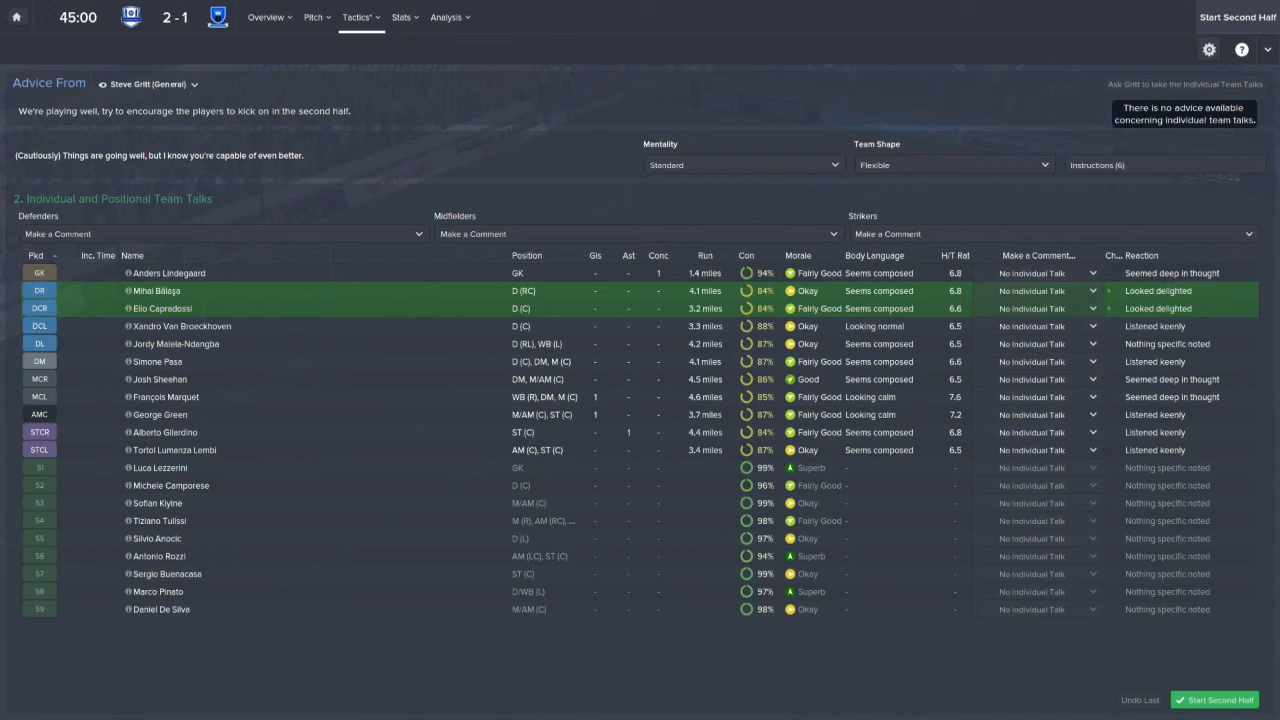 45:00 2 - 1 Overview Pitch Tactics* Stats Analysis Start Second Half
Advice From Steve Gritt (General) Ask Gritt to take the Individual Team Talks
We're playing well, try to encourage the players to kick on in the second half.
There is no advice available
concerning individual team talks.
Mentality Team Shape
(Cautiously) Things are going well, but I know you're capable of even better.
Standard Flexible Instructions (6)
2. Individual and Positional Team Talks
Defenders Midfielders Strikers
Make a Comment Make a Comment Make a Comment
Pkd Inc. Time Name Position Gls Ast Conc Run Con Morale Body Language H/T Rat Make a Comment... Ch... Reaction
GK Anders Lindegaard GK - - 1 1.4 miles 94% Fairly Good Seems composed 6.8 No Individual Talk Seemed deep in thought
DR Mihai Bălaşa D (RC) - - - 4.1 miles 84% Okay Seems composed 6.8 No Individual Talk Looked delighted
DCR Elio Capradossi D (C) - - - 3.2 miles 84% Fairly Good Seems composed 6.6 No Individual Talk Looked delighted
DCL Xandro Van Broeckhoven D (C) - - - 3.3 miles 88% Okay Looking normal 6.5 No Individual Talk Listened keenly
DL Jordy Maleia-Ndangba D (RL), WB (L) - - - 4.2 miles 87% Okay Seems composed 6.5 No Individual Talk Nothing specific noted
DM Simone Pasa D (C), DM, M (C) - - - 4.1 miles 87% Fairly Good Seems composed 6.6 No Individual Talk Listened keenly
MCR Josh Sheehan DM, M/AM (C) - - - 4.5 miles 86% Good Seems composed 6.5 No Individual Talk Seemed deep in thought
MCL François Marquet WB (R), DM, M (C) 1 - - 4.6 miles 85% Fairly Good Looking calm 7.6 No Individual Talk Seemed deep in thought
AMC George Green M/AM (C), ST (C) 1 - - 3.7 miles 87% Fairly Good Looking calm 7.2 No Individual Talk Listened keenly
STCR Alberto Gilardino ST (C) - 1 - 4.4 miles 84% Fairly Good Seems composed 6.8 No Individual Talk Listened keenly
STCL Tortol Lumanza Lembi AM (C), ST (C) - - - 3.4 miles 87% Okay Seems composed 6.5 No Individual Talk Listened keenly
S1 Luca Lezzerini GK - - - 99% Superb - - No Individual Talk Nothing specific noted
S2 Michele Camporese D (C) - - - 96% Fairly Good - - No Individual Talk Nothing specific noted
S3 Sofian Kiyine M/AM (C) - - - 99% Okay - - No Individual Talk Nothing specific noted
S4 Tiziano Tulissi M (R), AM (RC), ... - - - 98% Fairly Good - - No Individual Talk Nothing specific noted
S5 Silvio Anocic D (L) - - - 97% Okay - - No Individual Talk Nothing specific noted
S6 Antonio Rozzi AM (LC), ST (C) - - - 94% Superb - - No Individual Talk Nothing specific noted
S7 Sergio Buenacasa ST (C) - - - 99% Okay - - No Individual Talk Nothing specific noted
S8 Marco Pinato D/WB (L) - - - 97% Superb - - No Individual Talk Nothing specific noted
S9 Daniel De Silva M/AM (C) - - - 98% Okay - - No Individual Talk Nothing specific noted
Undo Last Start Second Half